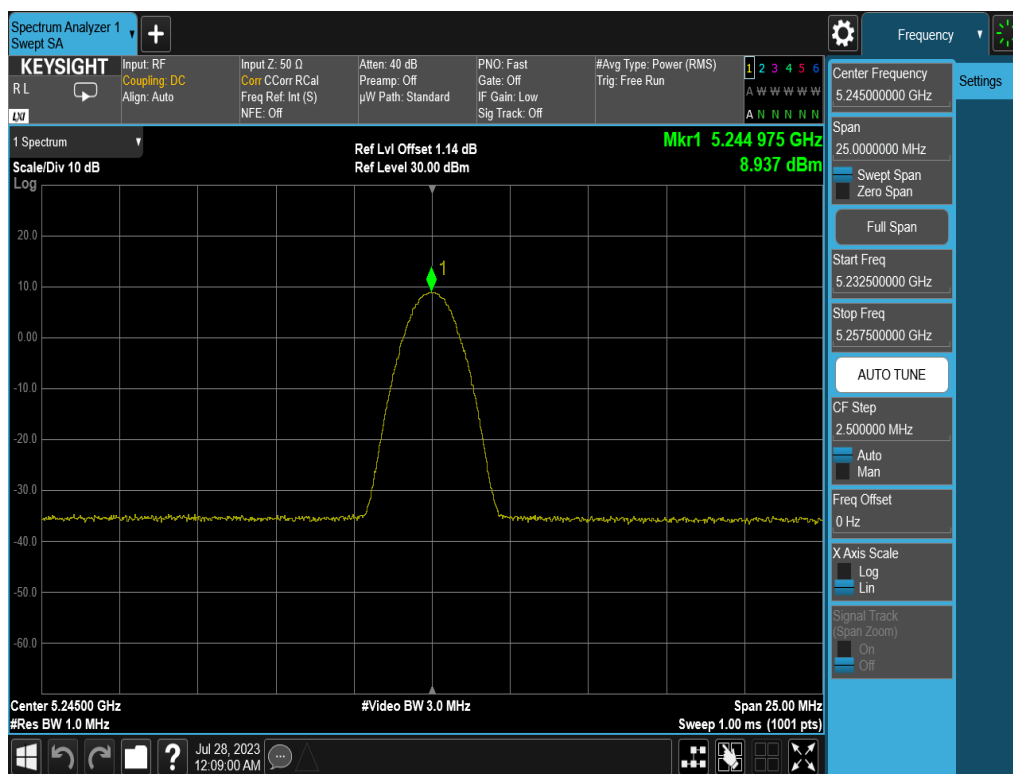 Spectrum Analyzer 1
Swept SA
+
Frequency
KEYSIGHT
R L
LXI
Input: RF
Coupling: DC
Align: Auto
Input Z: 50 Ω
Corr CCorr RCal
Freq Ref: Int (S)
NFE: Off
Atten: 40 dB
Preamp: Off
µW Path: Standard
PNO: Fast
Gate: Off
IF Gain: Low
Sig Track: Off
#Avg Type: Power (RMS)
Trig: Free Run
1 2 3 4 5 6
A W W W W W
A N N N N N
Center Frequency
5.245000000 GHz
Settings
1 Spectrum
Scale/Div 10 dB
Log
Ref Lvl Offset 1.14 dB
Ref Level 30.00 dBm
Mkr1 5.244 975 GHz
8.937 dBm
Span
25.0000000 MHz
Swept Span
Zero Span
Full Span
Start Freq
5.232500000 GHz
Stop Freq
5.257500000 GHz
AUTO TUNE
CF Step
2.500000 MHz
Auto
Man
Freq Offset
0 Hz
X Axis Scale
Log
Lin
Signal Track
(Span Zoom)
On
Off
20.0
1
10.0
0.00
-10.0
-20.0
-30.0
-40.0
-50.0
-60.0
Center 5.24500 GHz
#Res BW 1.0 MHz
#Video BW 3.0 MHz
Span 25.00 MHz
Sweep 1.00 ms (1001 pts)
?
Jul 28, 2023
12:09:00 AM